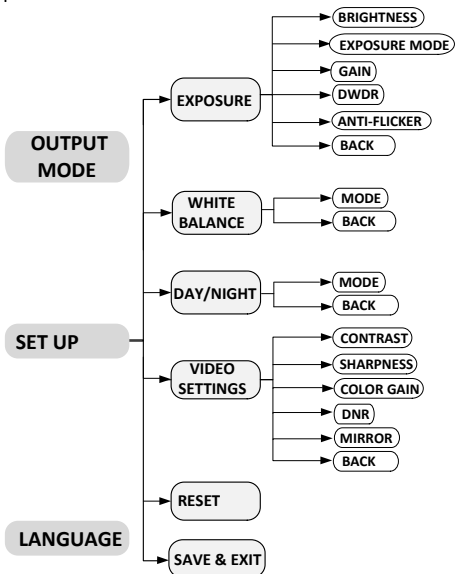 BRIGHTNESS
EXPOSURE MODE
GAIN
EXPOSURE
DWDR
ANTI-FLICKER
BACK
OUTPUT
MODE
WHITE
BALANCE
MODE
BACK
DAY/NIGHT
MODE
BACK
SET UP
VIDEO
SETTINGS
CONTRAST
SHARPNESS
COLOR GAIN
DNR
MIRROR
BACK
RESET
LANGUAGE
SAVE & EXIT